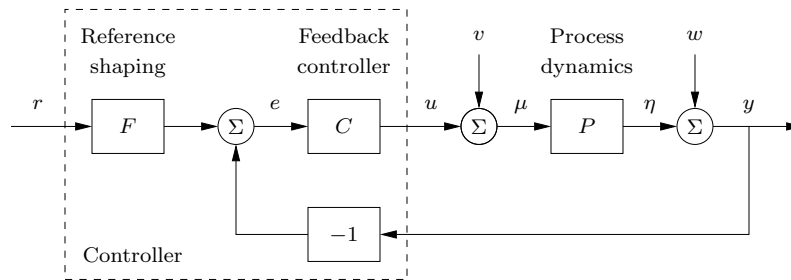 Reference
shaping
Feedback
controller
v
Process
dynamics
w
r
F
Σ
e
C
u
Σ
μ
P
η
Σ
y
−1
Controller